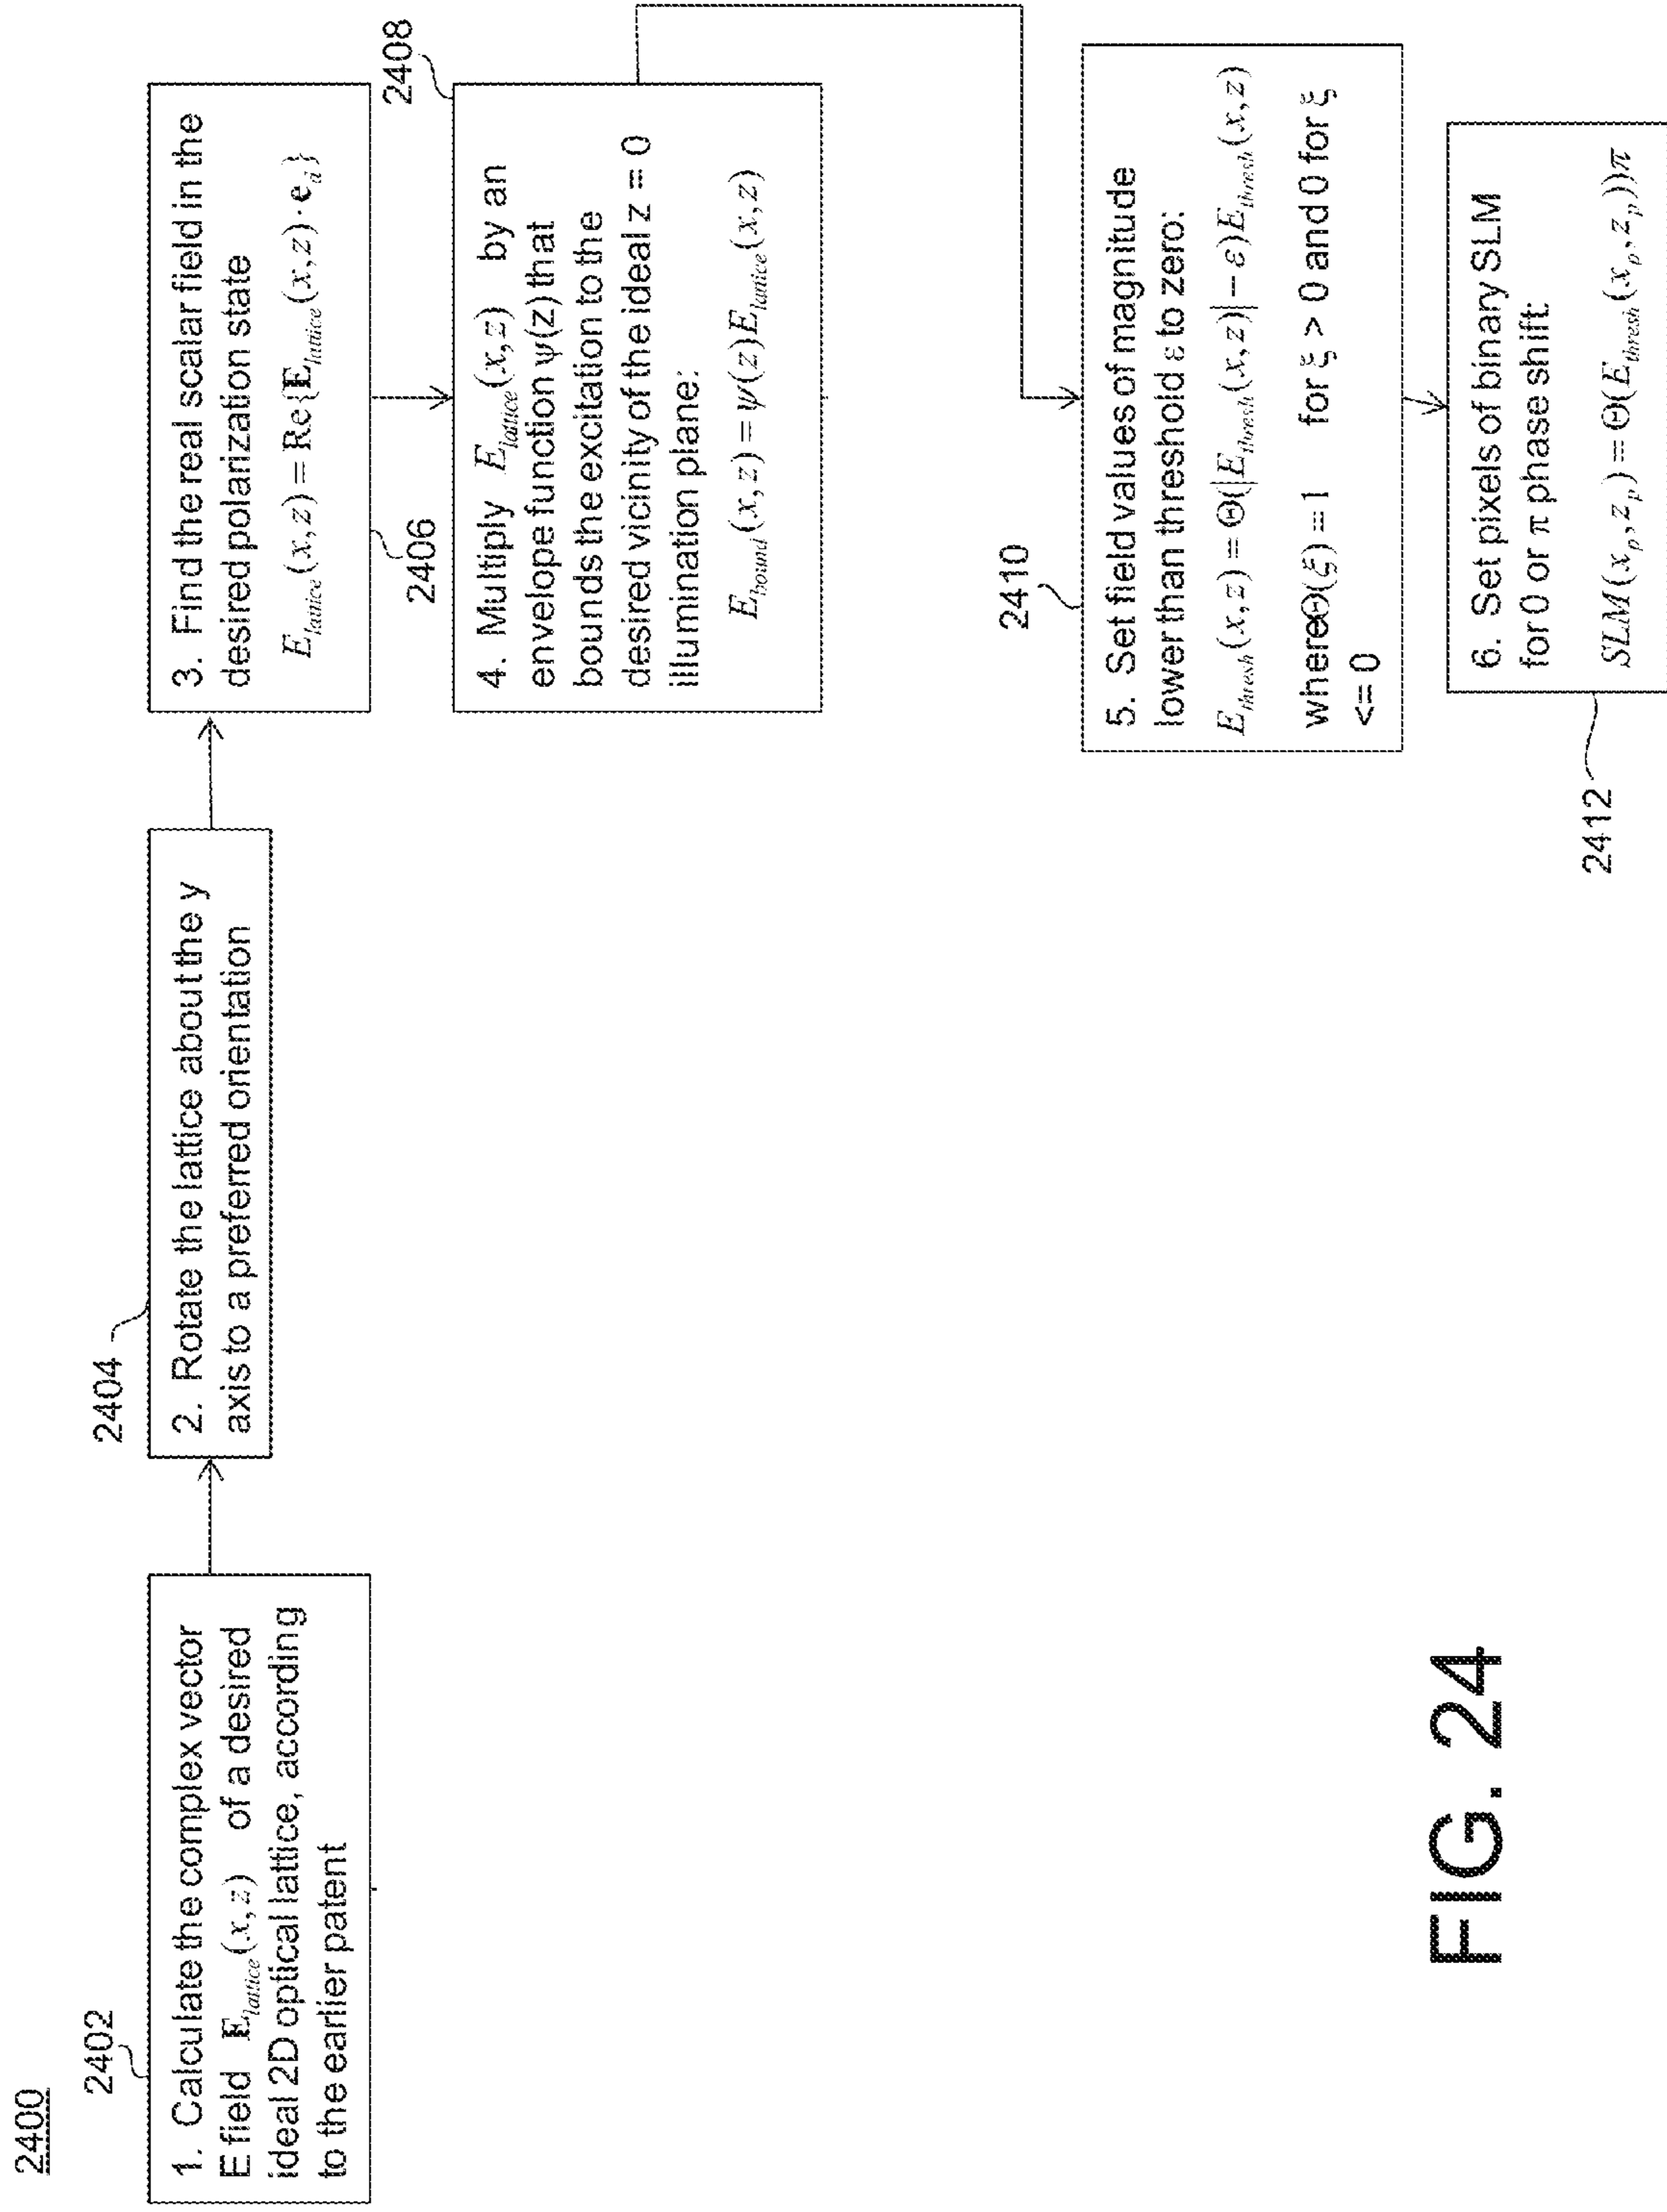 2400
2402
1. Calculate the complex vector
E field E_lattice(x,z) of a desired
ideal 2D optical lattice, according
to the earlier patent
2404
2. Rotate the lattice about the y
axis to a preferred orientation
3. Find the real scalar field in the
desired polarization state
E_lattice(x,z) = Re{E_lattice(x,z)·e_d}
2406
2408
4. Multiply E_lattice(x,z) by an
envelope function ψ(z) that
bounds the excitation to the
desired vicinity of the ideal z = 0
illumination plane:
E_bound(x,z) = ψ(z)E_lattice(x,z)
2410
5. Set field values of magnitude
lower than threshold ε to zero:
E_thresh(x,z) = Θ(|E_thresh(x,z)| − ε)E_thresh(x,z)
where Θ(ξ) = 1 for ξ > 0 and 0 for ξ
<= 0
6. Set pixels of binary SLM
for 0 or π phase shift:
SLM(x_p,z_p) = Θ(E_thresh(x_p,z_p))π
2412
FIG. 24